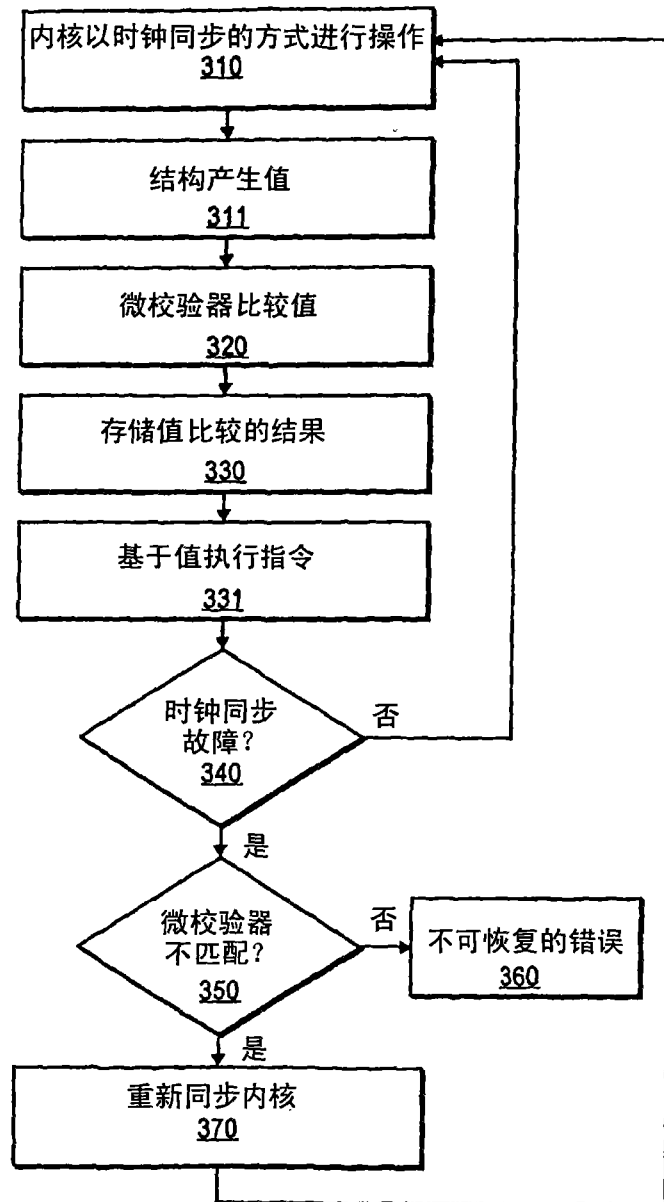 内核以时钟同步的方式进行操作
310
结构产生值
311
微校验器比较值
320
存储值比较的结果
330
基于值执行指令
331
时钟同步
故障?
340
否
是
微校验器
不匹配?
350
否
不可恢复的错误
360
是
重新同步内核
370